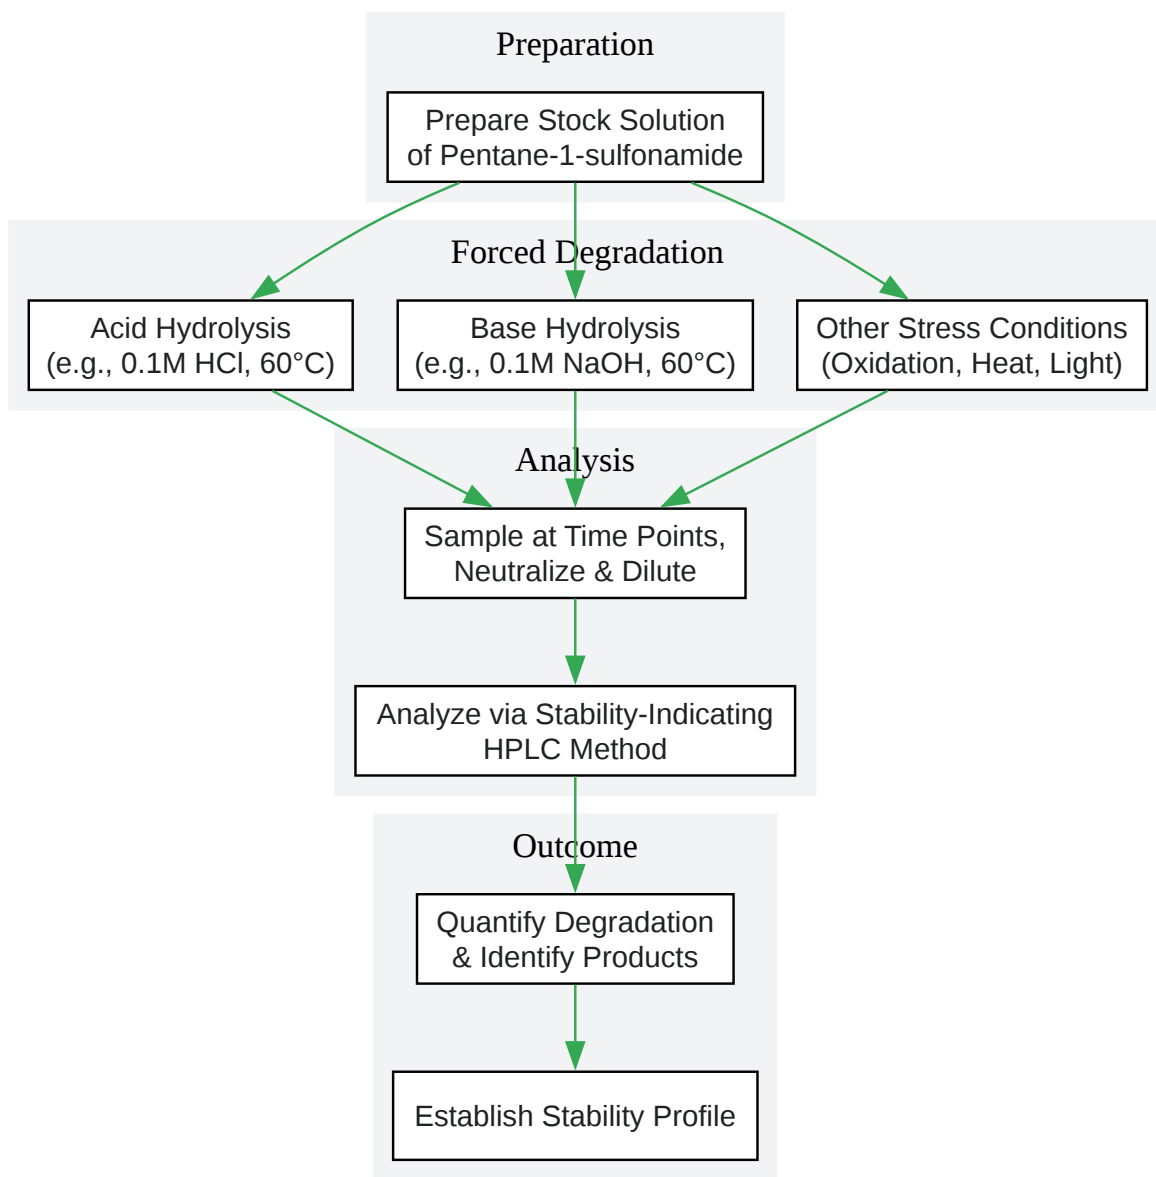 Preparation
Prepare Stock Solution
of Pentane-1-sulfonamide
Forced Degradation
Acid Hydrolysis
(e.g., 0.1M HCl, 60°C)
Base Hydrolysis
(e.g., 0.1M NaOH, 60°C)
Other Stress Conditions
(Oxidation, Heat, Light)
Analysis
Sample at Time Points,
Neutralize & Dilute
Analyze via Stability-Indicating
HPLC Method
Outcome
Quantify Degradation
& Identify Products
Establish Stability Profile